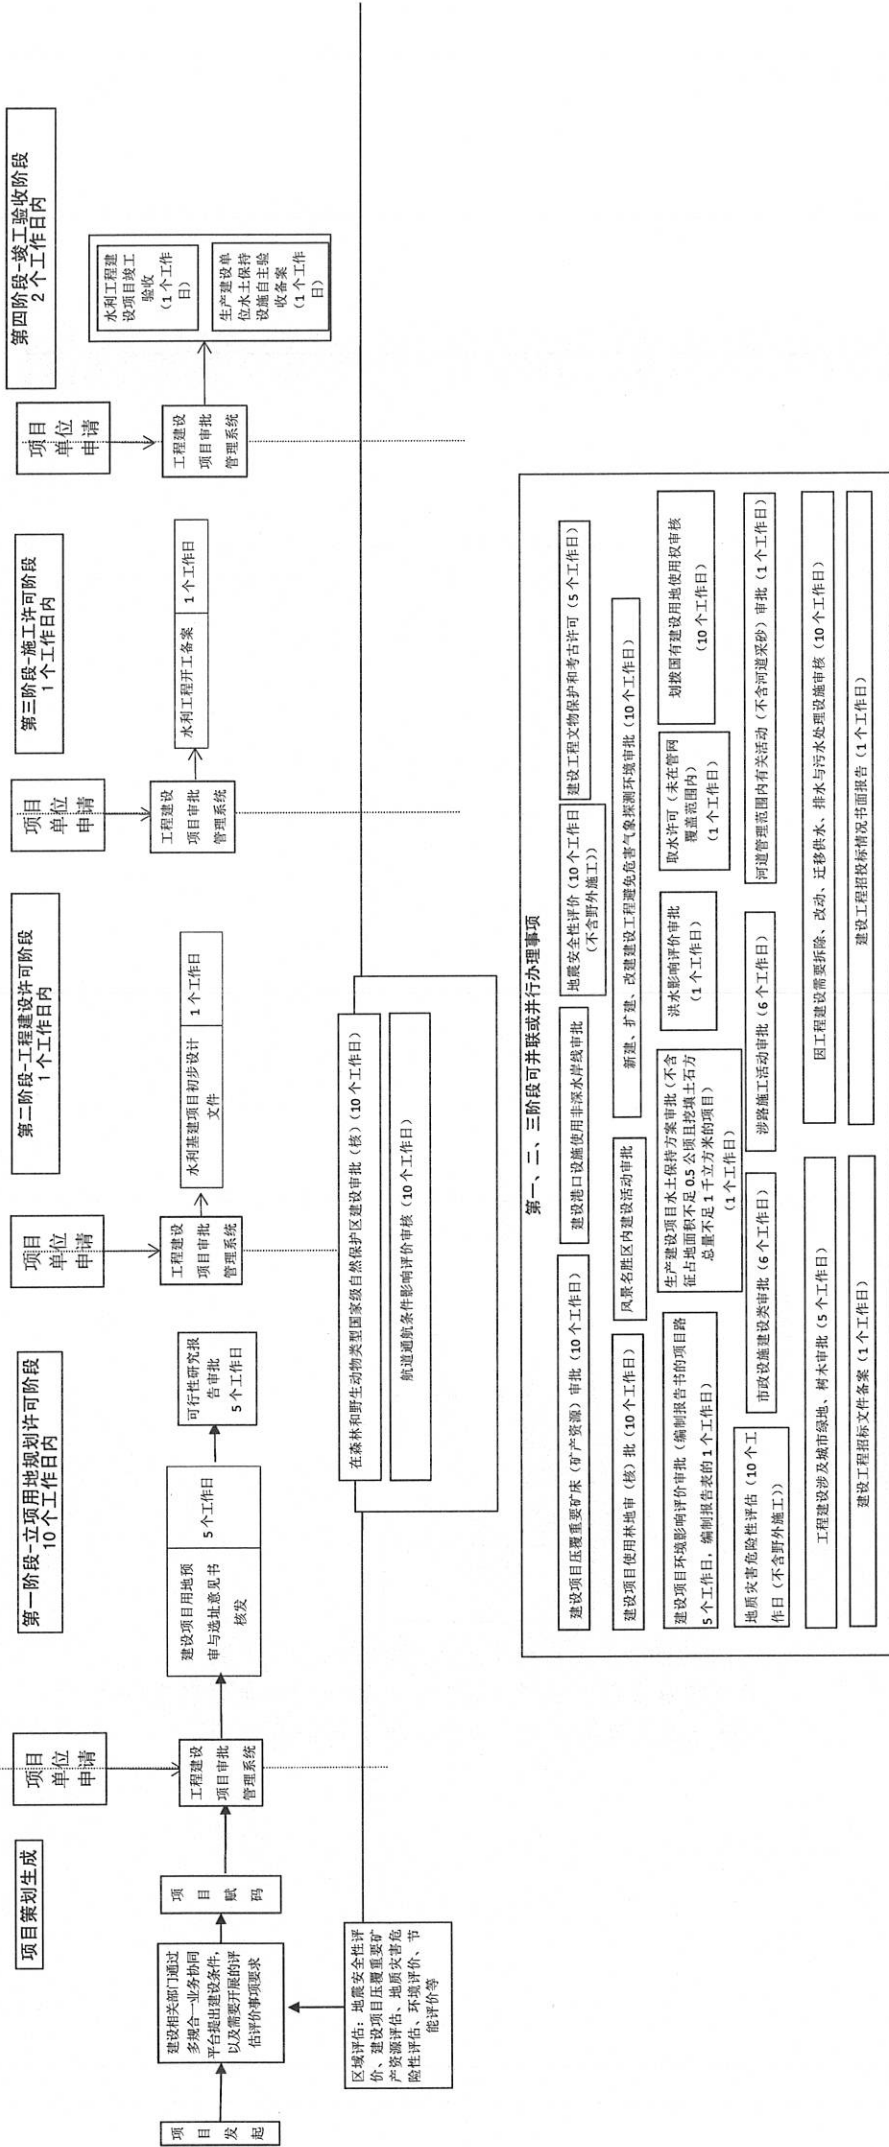 项目策划生成
项目
发起
建设相关部门通过
多规合一业务协同
平台提出建设条件，
以及需要开展的评
估评价事项要求
区域评估：地震安全性评
价、建设项目压覆重要矿
产资源评估、地质灾害危
险性评估、环境评价、节
能评价等
项目
赋码
项目
单位
申请
工程建设
项目审批
管理系统
第一阶段-立项用地规划许可阶段
10个工作日内
建设项目用地预
审与选址意见书
核发
5个工作日
可行性研究报
告审批
5个工作日
项目
单位
申请
工程建设
项目审批
管理系统
第二阶段-工程建设许可阶段
1个工作日内
水利基建项目初步设计
文件
1个工作日
在森林和野生动物类型国家级自然保护区建设审批（核）（10个工作日）
航道通航条件影响评价审核（10个工作日）
项目
单位
申请
工程建设
项目审批
管理系统
第三阶段-施工许可阶段
1个工作日内
水利工程开工备案
1个工作日
项目
单位
申请
工程建设
项目审批
管理系统
第四阶段-竣工验收阶段
2个工作日内
水利工程建
设项目竣工
验收
（1个工作
日）
生产建设单
位水土保持
设施自主验
收备案
（1个工作
日）
第一、二、三阶段可并联或并行办理事项
建设项目压覆重要矿床（矿产资源）审批（10个工作日）
建设港口设施使用非深水岸线审批
地震安全性评价（10个工作日
（不含野外施工））
建设工程文物保护和考古许可（5个工作日）
建设项目使用林地审（核）批（10个工作日）
风景名胜区内建设活动审批
新建、扩建、改建建设工程避免危害气象探测环境审批（10个工作日）
建设项目环境影响评价审批（编制报告书的项目路
5个工作日，编制报告表的1个工作日）
生产建设项目水土保持方案审批（不含
征占地面积不足0.5公顷且挖填土石方
总量不足1千立方米的项目）
（1个工作日）
洪水影响评价审批
（1个工作日）
取水许可（未在管网
覆盖范围内）
（1个工作日）
划拨国有建设用地使用权审核
（10个工作日）
地质灾害危险性评估（10个工
作日（不含野外施工））
市政设施建设类审批（6个工作日）
涉路施工活动审批（6个工作日）
河道管理范围内有关活动（不含河道采砂）审批（1个工作日）
工程建设涉及城市绿地、树木审批（5个工作日）
因工程建设需要拆除、改动、迁移供水、排水与污水处理设施审核（10个工作日）
建设工程招标文件备案（1个工作日）
建设工程招投标情况书面报告（1个工作日）